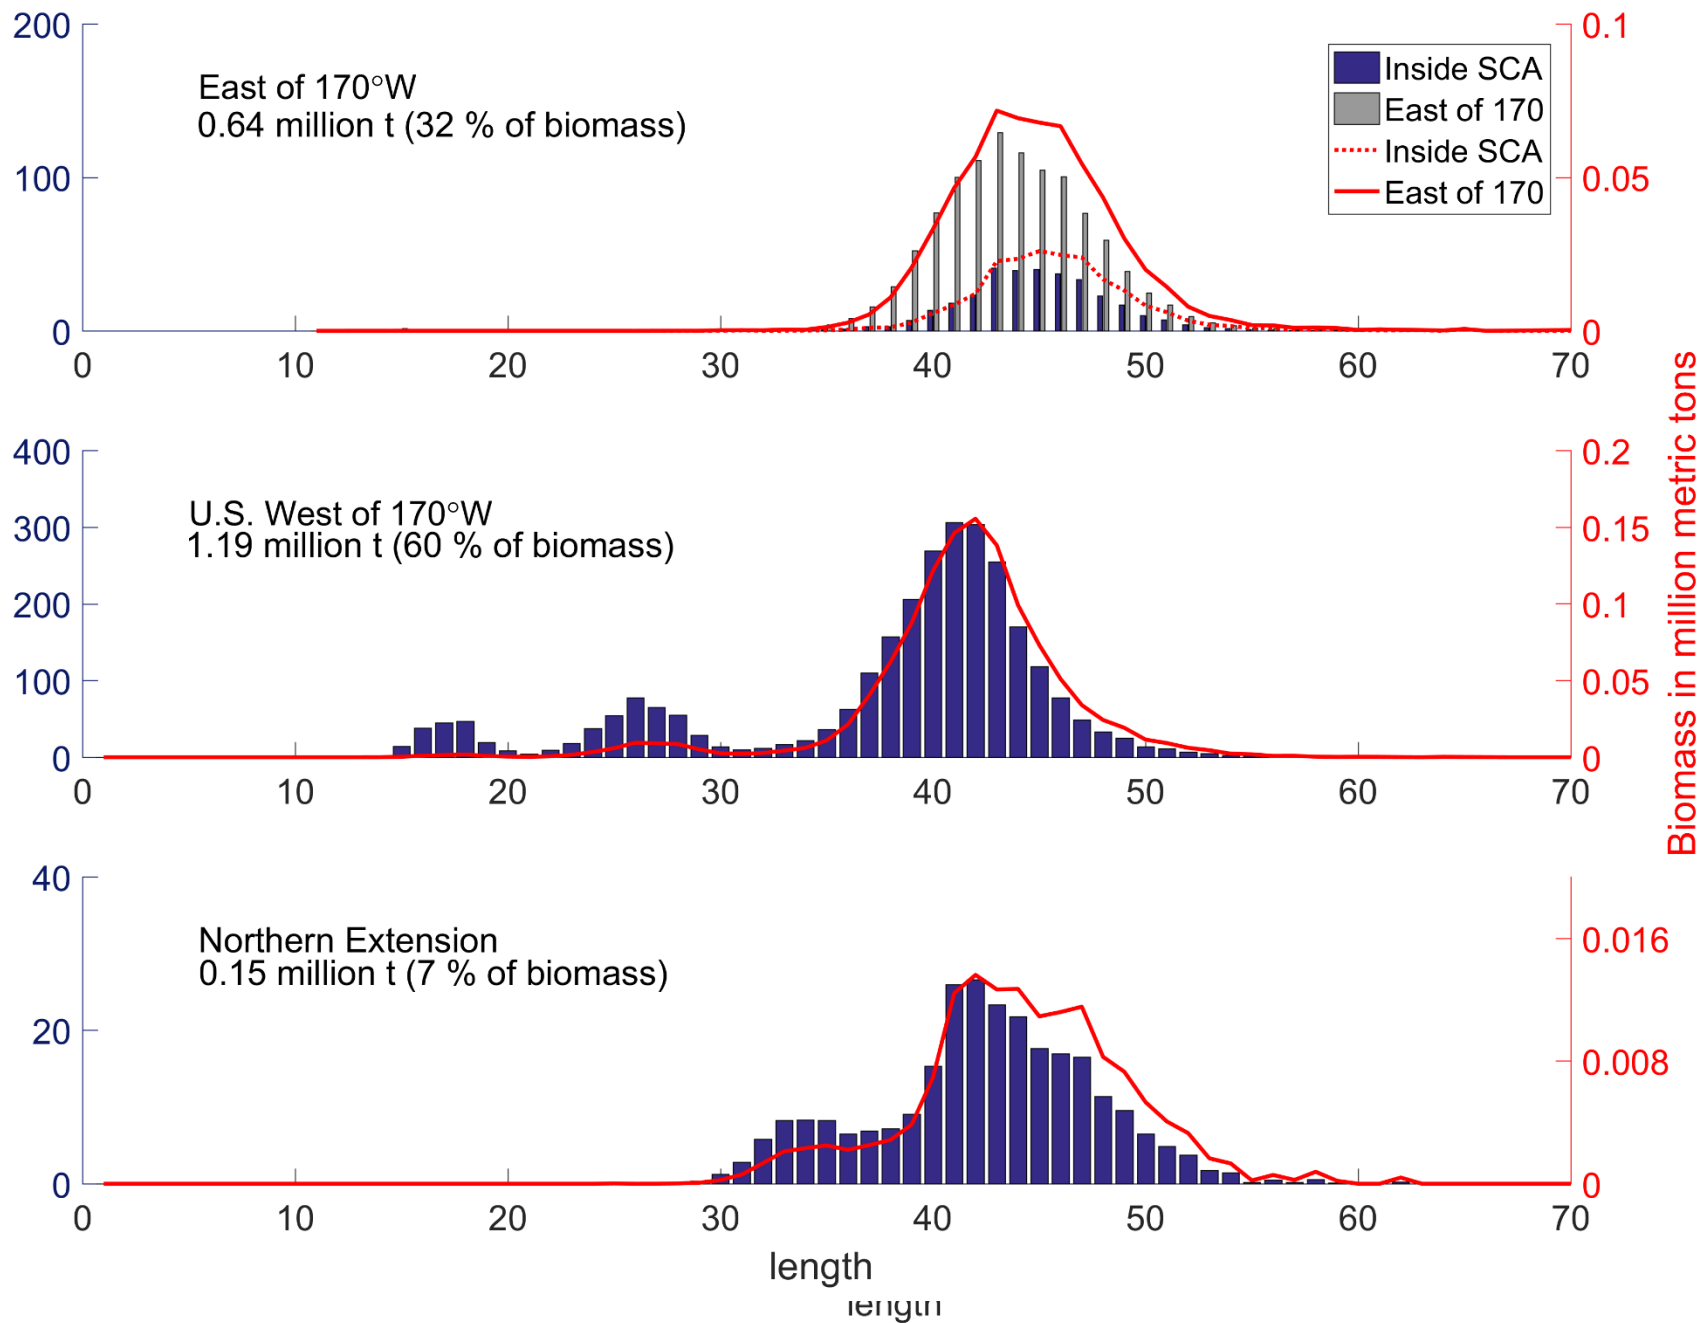 200
100
0
East of 170°W
0.64 million t (32 % of biomass)
Inside SCA
East of 170
Inside SCA
East of 170
0.1
0.05
0
0 10 20 30 40 50 60 70
400
300
200
100
0
U.S. West of 170°W
1.19 million t (60 % of biomass)
0.2
0.15
0.1
0.05
0
0 10 20 30 40 50 60 70
Biomass in million metric tons
40
20
0
Northern Extension
0.15 million t (7 % of biomass)
0.016
0.008
0
0 10 20 30 40 50 60 70
length
length